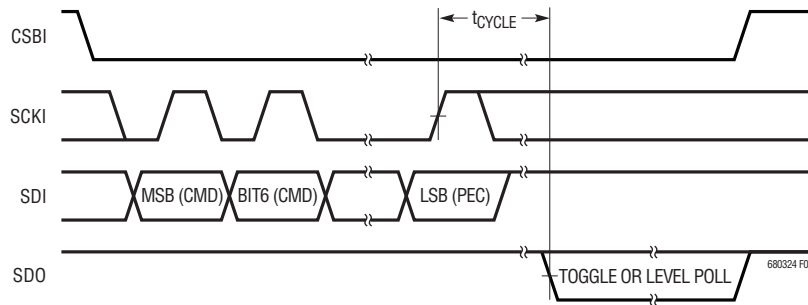 CSBI
tCYCLE
SCKI
SDI
MSB (CMD)
BIT6 (CMD)
LSB (PEC)
SDO
TOGGLE OR LEVEL POLL
680324 F0